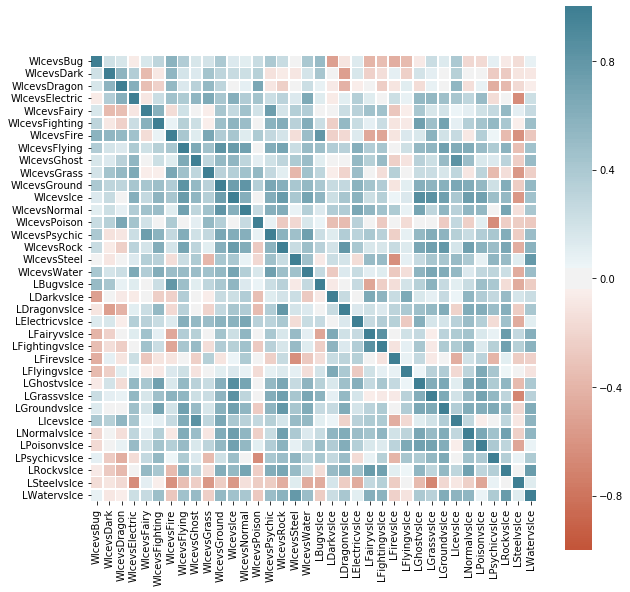 WIcevsBug
WIcevsDark
WIcevsDragon
WIcevsElectric
WIcevsFairy
WIcevsFighting
WIcevsFire
WIcevsFlying
WIcevsGhost
WIcevsGrass
WIcevsGround
WIcevsIce
WIcevsNormal
WIcevsPoison
WIcevsPsychic
WIcevsRock
WIcevsSteel
WIcevsWater
LBugvsIce
LDarkvsIce
LDragonvsIce
LElectricvsIce
LFairyvsIce
LFightingvsIce
LFirevsIce
LFlyingvsIce
LGhostvsIce
LGrassvsIce
LGroundvsIce
LIcevsIce
LNormalvsIce
LPoisonvsIce
LPsychicvsIce
LRockvsIce
LSteelvsIce
LWatervsIce
WIcevsBug
WIcevsDark
WIcevsDragon
WIcevsElectric
WIcevsFairy
WIcevsFighting
WIcevsFire
WIcevsFlying
WIcevsGhost
WIcevsGrass
WIcevsGround
WIcevsIce
WIcevsNormal
WIcevsPoison
WIcevsPsychic
WIcevsRock
WIcevsSteel
WIcevsWater
LBugvsIce
LDarkvsIce
LDragonvsIce
LElectricvsIce
LFairyvsIce
LFightingvsIce
LFirevsIce
LFlyingvsIce
LGhostvsIce
LGrassvsIce
LGroundvsIce
LIcevsIce
LNormalvsIce
LPoisonvsIce
LPsychicvsIce
LRockvsIce
LSteelvsIce
LWatervsIce
0.8
0.4
0.0
−0.4
−0.8